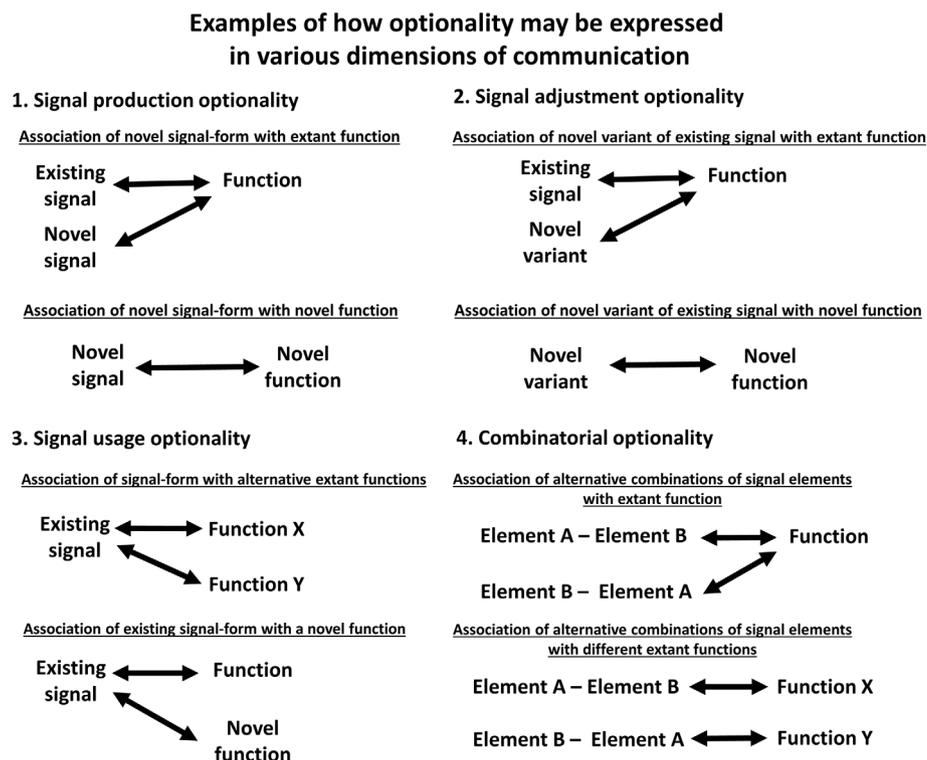 Examples of how optionality may be expressed
in various dimensions of communication
1. Signal production optionality
Association of novel signal-form with extant function
Existing
signal
Function
Novel
signal
Association of novel signal-form with novel function
Novel
signal
Novel
function
2. Signal adjustment optionality
Association of novel variant of existing signal with extant function
Existing
signal
Function
Novel
variant
Association of novel variant of existing signal with novel function
Novel
variant
Novel
function
3. Signal usage optionality
Association of signal-form with alternative extant functions
Existing
signal
Function X
Function Y
Association of existing signal-form with a novel function
Existing
signal
Function
Novel
function
4. Combinatorial optionality
Association of alternative combinations of signal elements
with extant function
Element A – Element B
Function
Element B – Element A
Association of alternative combinations of signal elements
with different extant functions
Element A – Element B
Function X
Element B – Element A
Function Y